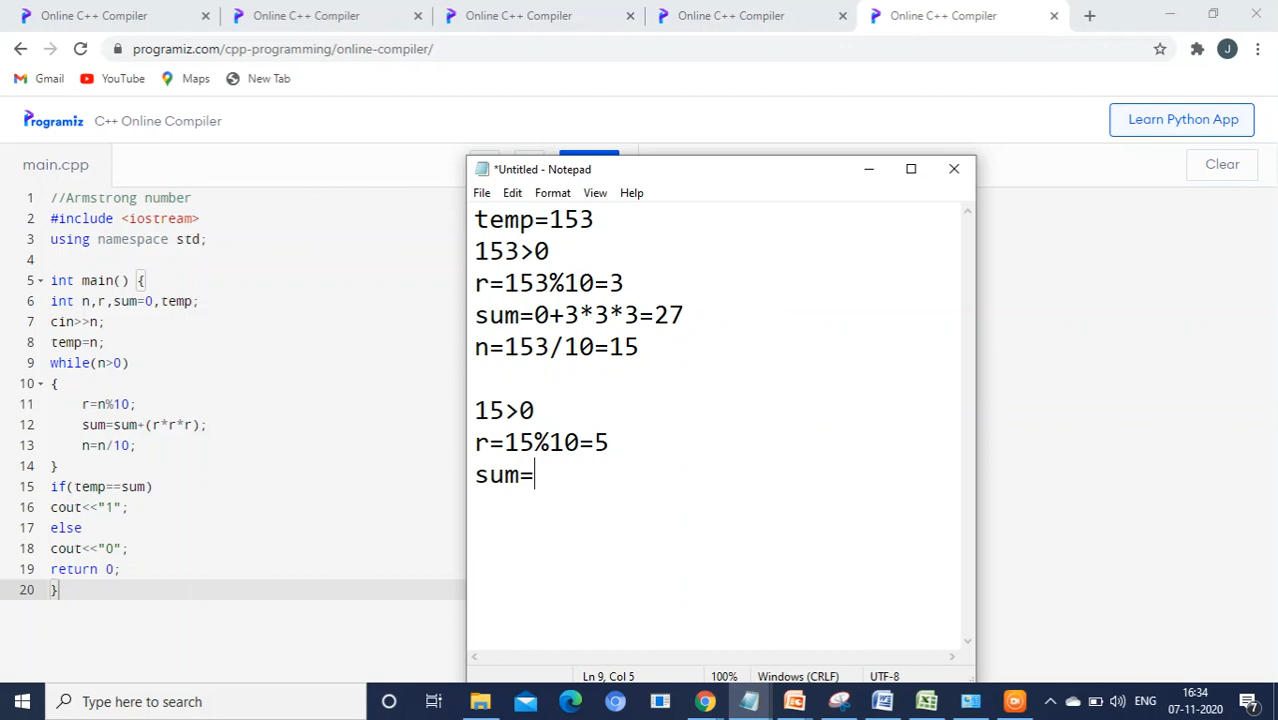 Online C++ Compiler
Online C++ Compiler
Online C++ Compiler
Online C++ Compiler
Online C++ Compiler
programiz.com/cpp-programming/online-compiler/
J
Gmail
YouTube
Maps
New Tab
Programiz
C++ Online Compiler
Learn Python App
main.cpp
Clear
1 //Armstrong number
2 #include <iostream>
3 using namespace std;
4
5 int main() {
6 int n,r,sum=0,temp;
7 cin>>n;
8 temp=n;
9 while(n>0)
10 {
11 r=n%10;
12 sum=sum+(r*r*r);
13 n=n/10;
14 }
15 if(temp==sum)
16 cout<<"1";
17 else
18 cout<<"0";
19 return 0;
20 }
*Untitled - Notepad
File Edit Format View Help
temp=153
153>0
r=153%10=3
sum=0+3*3*3=27
n=153/10=15
15>0
r=15%10=5
sum=
Ln 9, Col 5
100%
Windows (CRLF)
UTF-8
Type here to search
ENG
16:34
07-11-2020
7